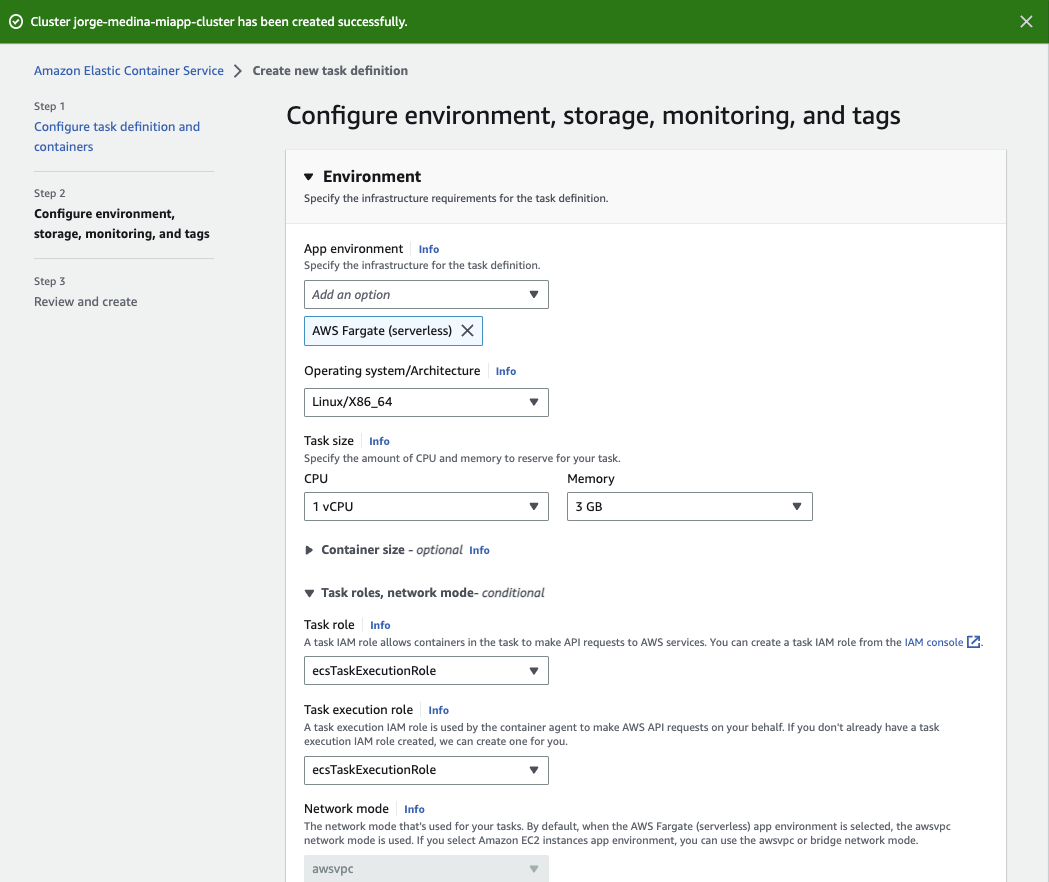 Cluster jorge-medina-miapp-cluster has been created successfully.
Amazon Elastic Container Service
Create new task definition
Step 1
Configure task definition and
containers
Step 2
Configure environment,
storage, monitoring, and tags
Step 3
Review and create
Configure environment, storage, monitoring, and tags
Environment
Specify the infrastructure requirements for the task definition.
App environment Info
Specify the infrastructure for the task definition.
Add an option
AWS Fargate (serverless)
Operating system/Architecture Info
Linux/X86_64
Task size Info
Specify the amount of CPU and memory to reserve for your task.
CPU Memory
1 vCPU 3 GB
Container size - optional Info
Task roles, network mode- conditional
Task role Info
A task IAM role allows containers in the task to make API requests to AWS services. You can create a task IAM role from the IAM console.
ecsTaskExecutionRole
Task execution role Info
A task execution IAM role is used by the container agent to make AWS API requests on your behalf. If you don't already have a task
execution IAM role created, we can create one for you.
ecsTaskExecutionRole
Network mode Info
The network mode that's used for your tasks. By default, when the AWS Fargate (serverless) app environment is selected, the awsvpc
network mode is used. If you select Amazon EC2 instances app environment, you can use the awsvpc or bridge network mode.
awsvpc